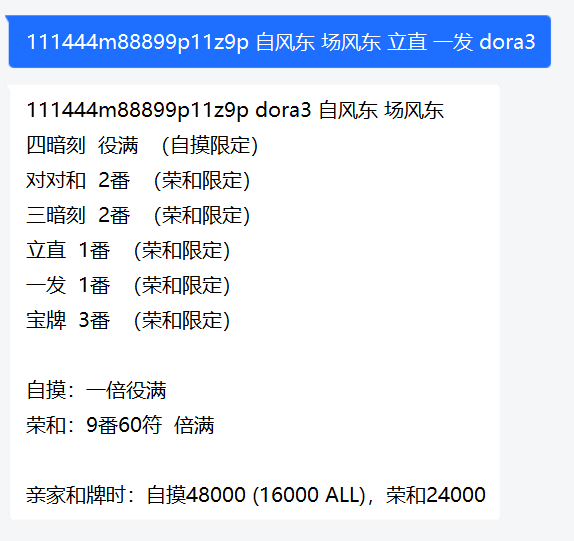 111444m88899p11z9p 自风东 场风东 立直 一发 dora3
111444m88899p11z9p dora3 自风东 场风东
四暗刻 役满 （自摸限定）
对对和 2番 （荣和限定）
三暗刻 2番 （荣和限定）
立直 1番 （荣和限定）
一发 1番 （荣和限定）
宝牌 3番 （荣和限定）
自摸：一倍役满
荣和：9番60符 倍满
亲家和牌时：自摸48000 (16000 ALL)，荣和24000